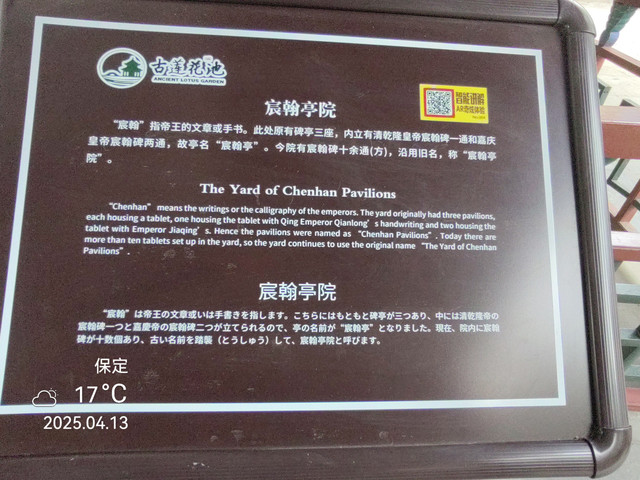 古莲花池
ANCIENT LOTUS GARDEN
智能讲解
AR奇境体验
宸翰亭院
“宸翰”指帝王的文章或手书。此处原有碑亭三座，内立有清乾隆皇帝宸翰碑一通和嘉庆
皇帝宸翰碑两通，故亭名“宸翰亭”。今院有宸翰碑十余通(方)，沿用旧名，称“宸翰亭
院”。
The Yard of Chenhan Pavilions
“Chenhan” means the writings or the calligraphy of the emperors. The yard originally had three pavilions,
each housing a tablet, one housing the tablet with Qing Emperor Qianlong’s handwriting and two housing the
tablet with Emperor Jiaqing’s. Hence the pavilions were named as “Chenhan Pavilions”. Today there are
more than ten tablets set up in the yard, so the yard continues to use the original name “The Yard of Chenhan
Pavilions”.
宸翰亭院
“宸翰”は帝王の文章或いは手書きを指します。こちらにはもともと碑亭が三つあり、中には清乾隆帝の
宸翰碑一つと嘉慶帝の宸翰碑二つが立てられるので、亭の名前が“宸翰亭”となりました。現在、院内に宸翰
碑が十数個あり、古い名前を踏襲（とうしゅう）して、宸翰亭院と呼びます。
保定
17°C
2025.04.13